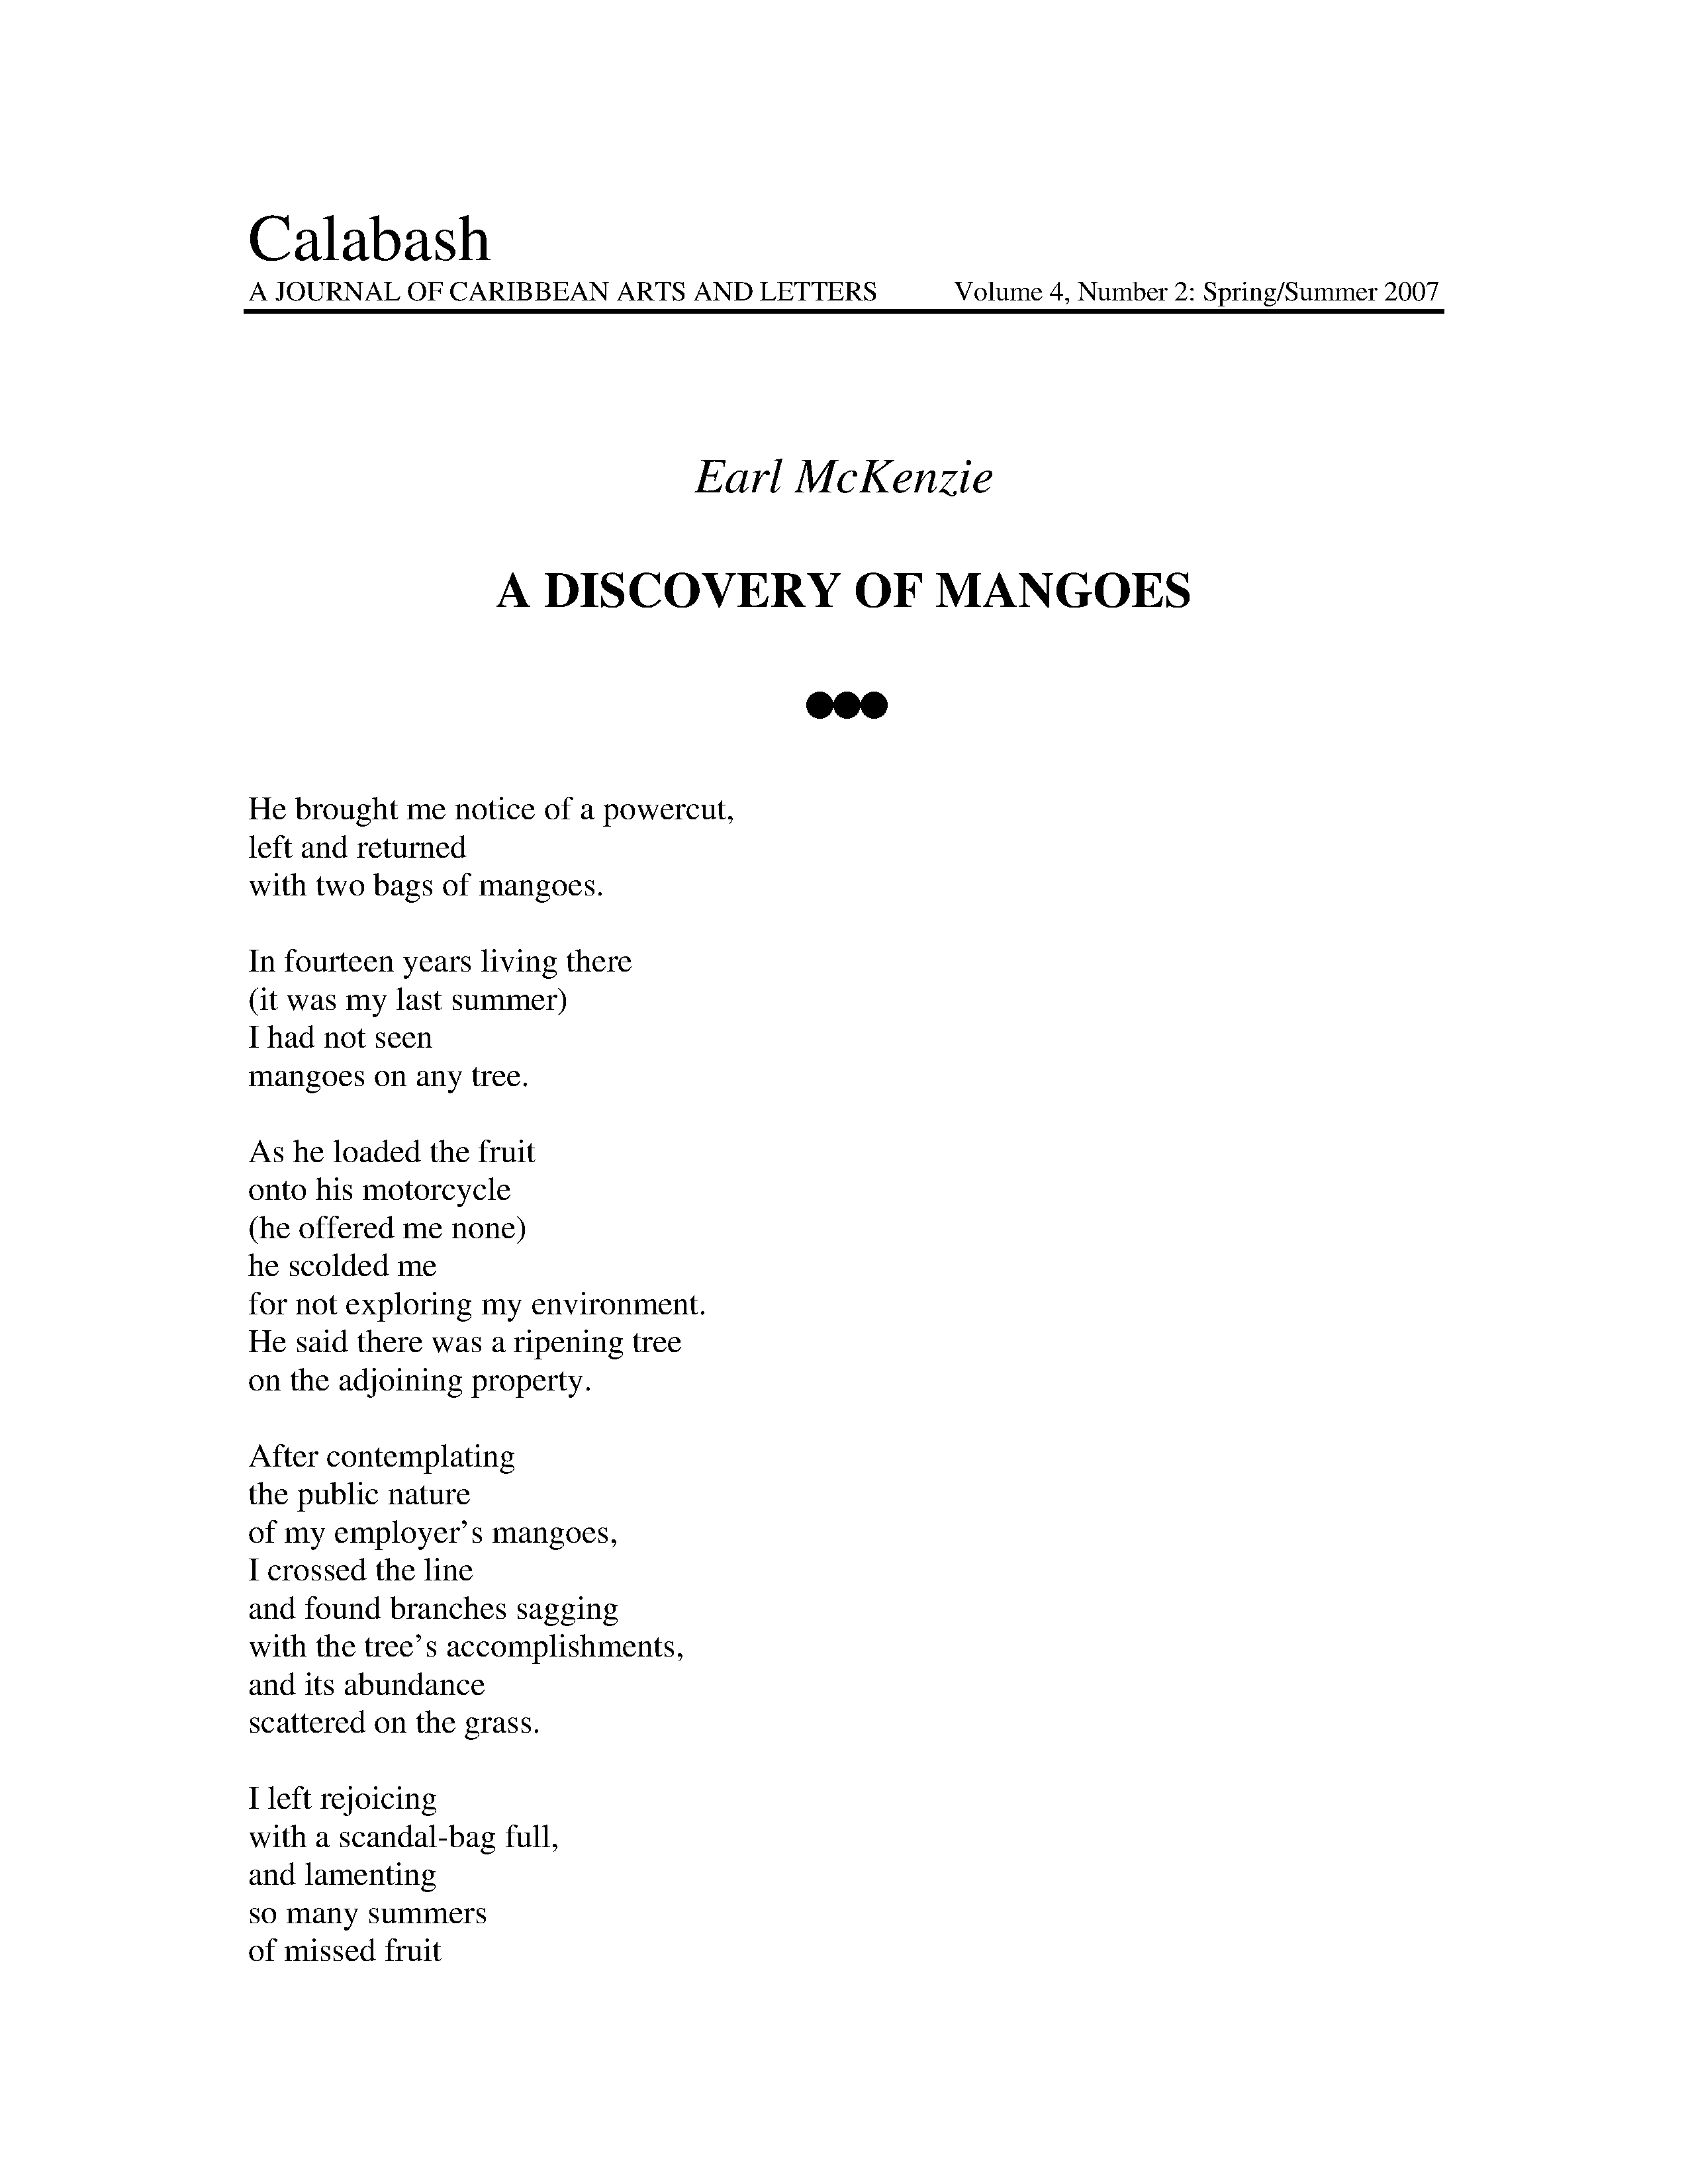 Calabash
A JOURNAL OF CARIBBEAN ARTS AND LETTERS Volume 4, Number 2: Spring/Summer 2007
Earl McKenzie
A DISCOVERY OF MANGOES
●●●
He brought me notice of a powercut,
left and returned
with two bags of mangoes.
In fourteen years living there
(it was my last summer)
I had not seen
mangoes on any tree.
As he loaded the fruit
onto his motorcycle
(he offered me none)
he scolded me
for not exploring my environment.
He said there was a ripening tree
on the adjoining property.
After contemplating
the public nature
of my employer’s mangoes,
I crossed the line
and found branches sagging
with the tree’s accomplishments,
and its abundance
scattered on the grass.
I left rejoicing
with a scandal-bag full,
and lamenting
so many summers
of missed fruit